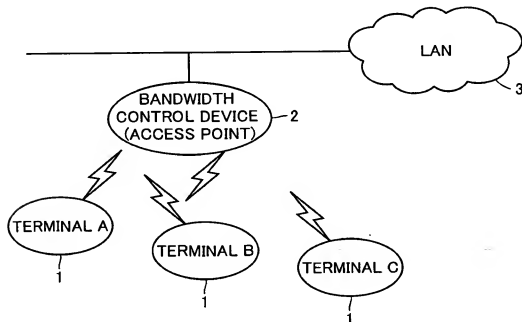 LAN
3
BANDWIDTH
CONTROL DEVICE
(ACCESS POINT)
2
TERMINAL A
1
TERMINAL B
1
TERMINAL C
1